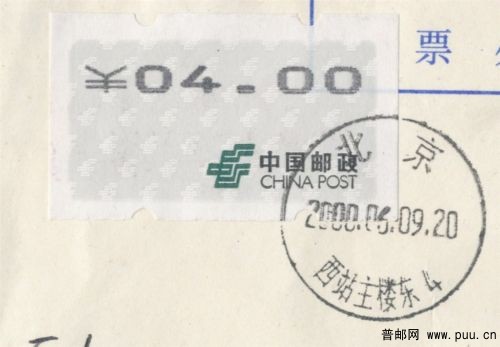 ¥04.00
票
中国邮政
CHINA POST
北京
2000.06.09.20
西站主楼东 4
普邮网 www.puu.cn